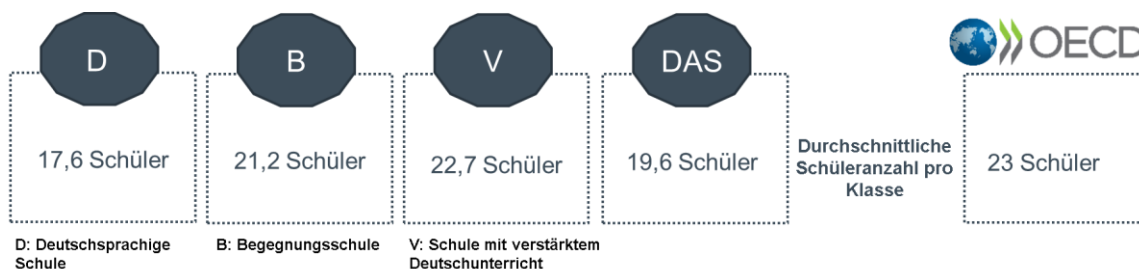 D
B
V
DAS
OECD
17,6 Schüler
21,2 Schüler
22,7 Schüler
19,6 Schüler
Durchschnittliche
Schüleranzahl pro
Klasse
23 Schüler
D: Deutschsprachige
Schule
B: Begegnungsschule
V: Schule mit verstärktem
Deutschunterricht